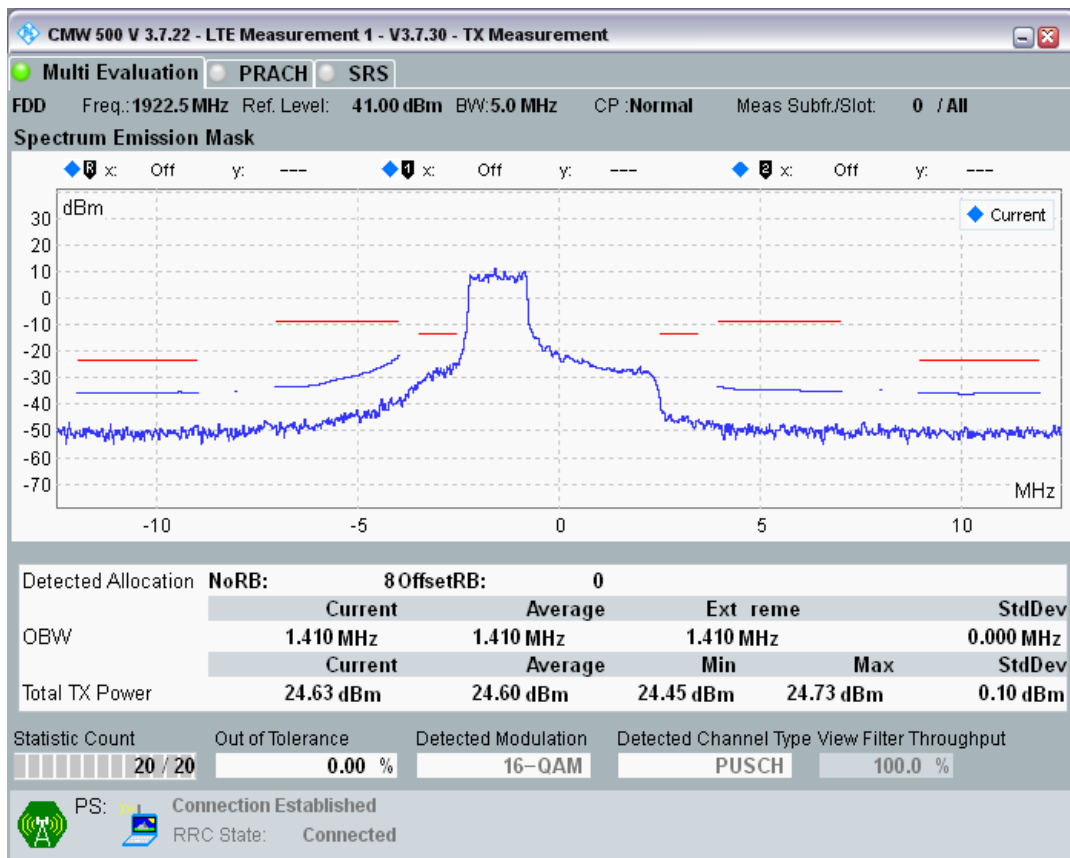 CMW 500 V 3.7.22 - LTE Measurement 1 - V3.7.30 - TX Measurement
Multi Evaluation PRACH SRS
FDD Freq.: 1922.5 MHz Ref. Level: 41.00 dBm BW: 5.0 MHz CP : Normal Meas Subfr./Slot: 0 / All
Spectrum Emission Mask
R x: Off y: --- 1 x: Off y: --- 2 x: Off y: ---
dBm
Current
30
20
10
0
-10
-20
-30
-40
-50
-60
-70
MHz
-10 -5 0 5 10
Detected Allocation NoRB: 8 OffsetRB: 0
Current Average Ext reme StdDev
OBW 1.410 MHz 1.410 MHz 1.410 MHz 0.000 MHz
Current Average Min Max StdDev
Total TX Power 24.63 dBm 24.60 dBm 24.45 dBm 24.73 dBm 0.10 dBm
Statistic Count Out of Tolerance Detected Modulation Detected Channel Type View Filter Throughput
20 / 20 0.00 % 16-QAM PUSCH 100.0 %
PS: Connection Established
RRC State: Connected